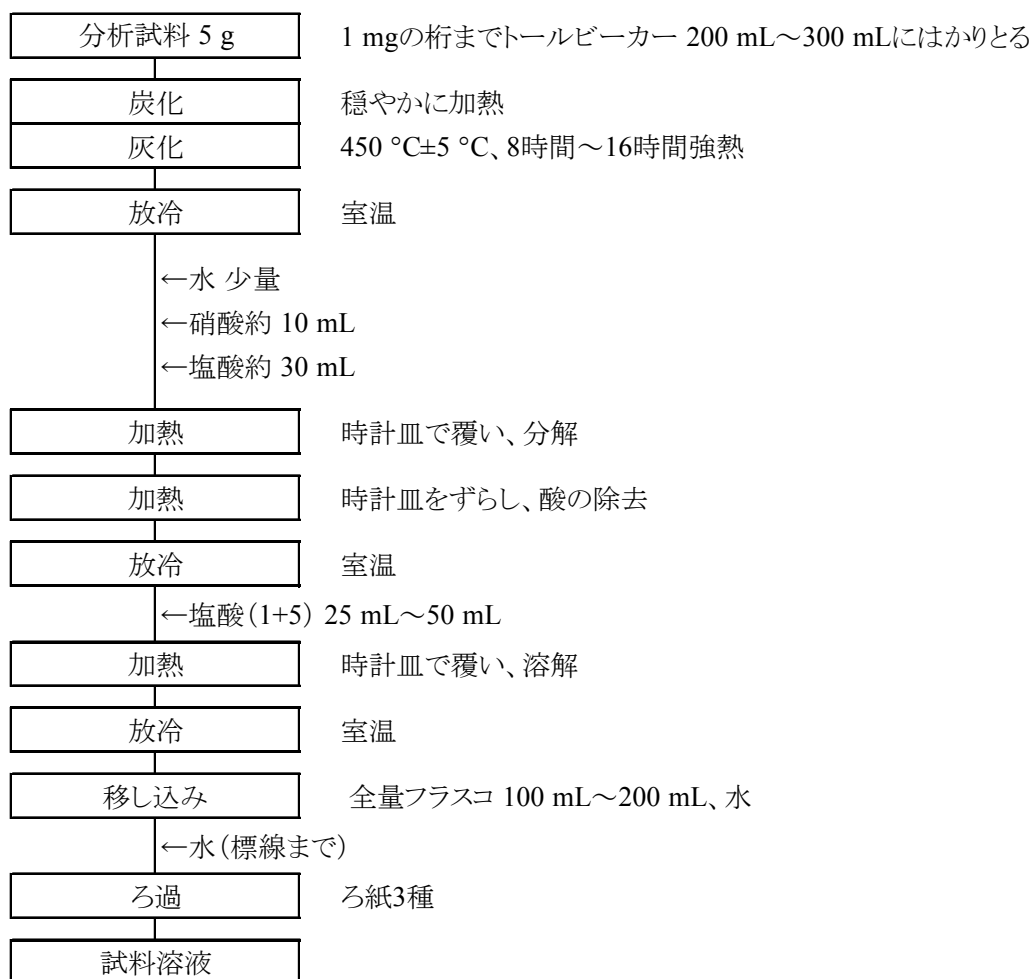 分析試料 5 g 1 mgの桁までトールビーカー 200 mL～300 mLにはかりとる
炭化 穏やかに加熱
灰化 450 °C±5 °C、8時間～16時間強熱
放冷 室温
←水 少量
←硝酸約 10 mL
←塩酸約 30 mL
加熱 時計皿で覆い、分解
加熱 時計皿をずらし、酸の除去
放冷 室温
←塩酸（1+5） 25 mL～50 mL
加熱 時計皿で覆い、溶解
放冷 室温
移し込み 全量フラスコ 100 mL～200 mL、水
←水（標線まで）
ろ過 ろ紙3種
試料溶液